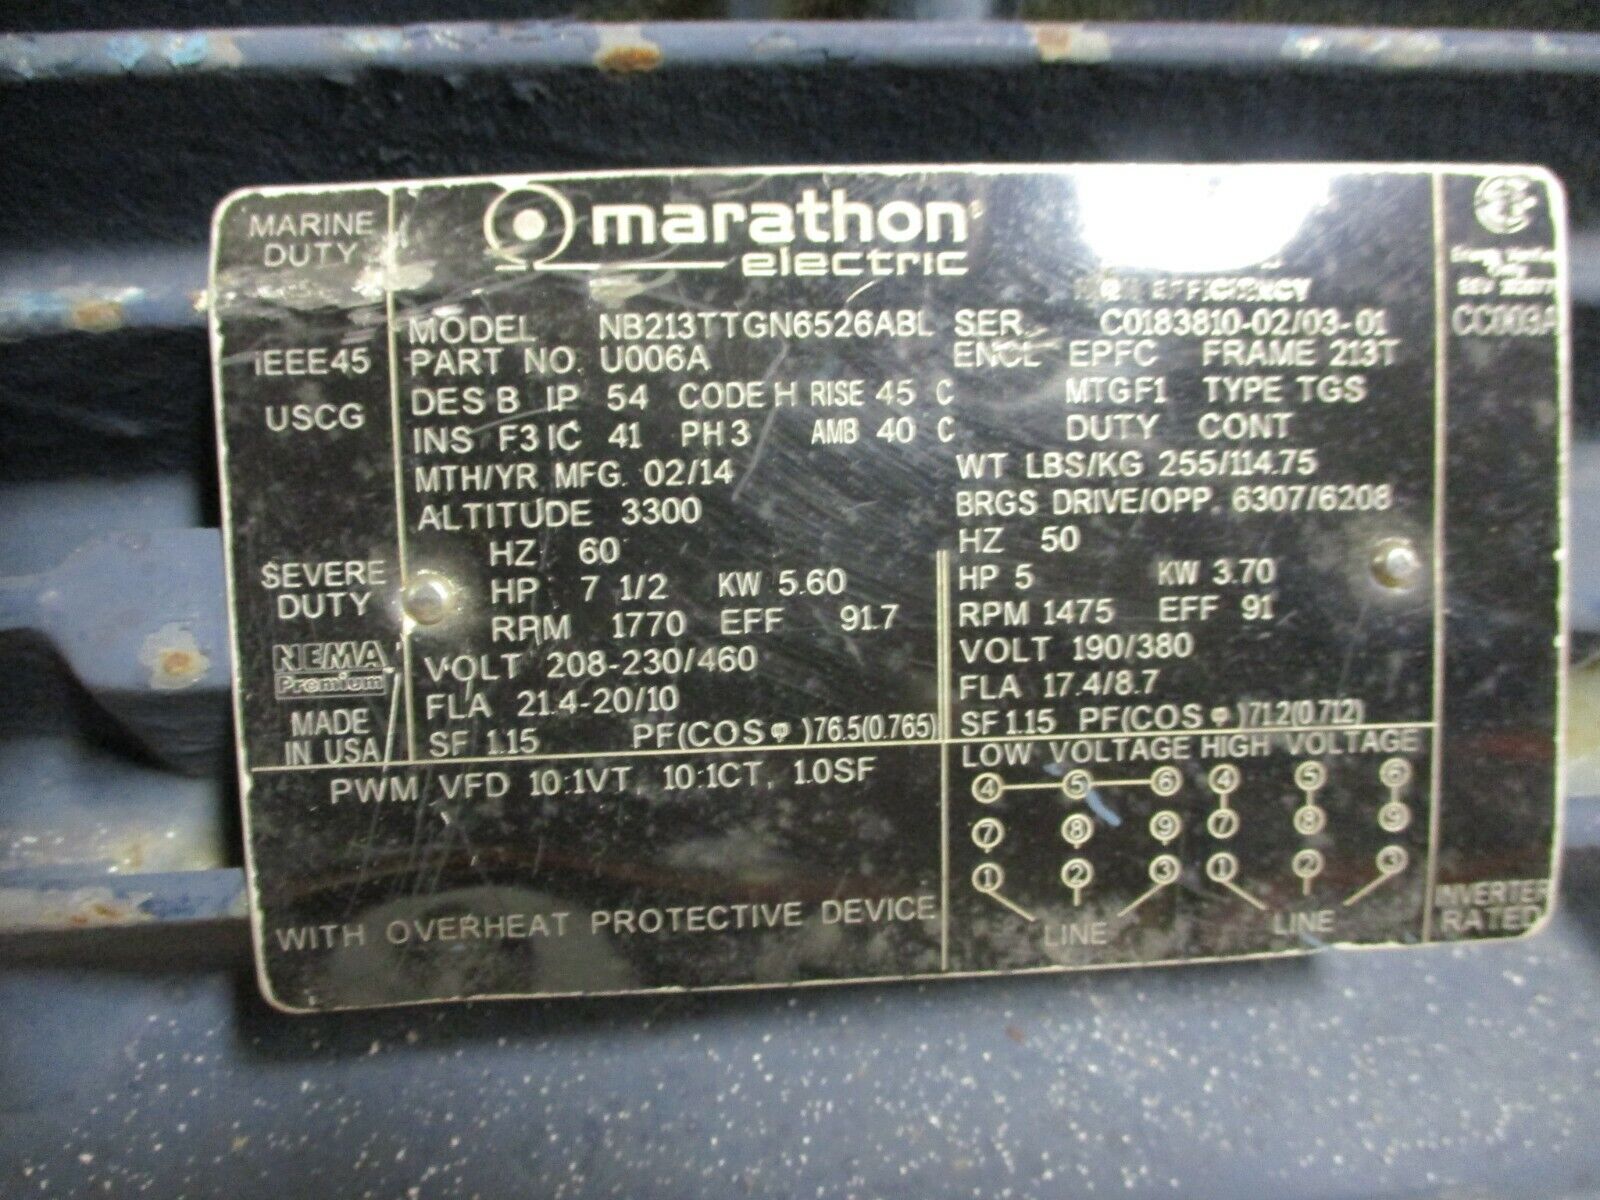 MARINE
DUTY
IEEE45
USCG
SEVERE
DUTY
NEMA
Premium
MADE
IN USA
marathon
electric
EFFICIENCY
MODEL NB213TTGN6526ABL SER. C0183810-02/03-01
PART NO. U006A ENCL EPFC FRAME 213T
DES B IP 54 CODE H RISE 45 C MTG F1 TYPE TGS
INS F3 IC 41 PH 3 AMB 40 C DUTY CONT
MTH/YR MFG. 02/14 WT LBS/KG 255/114.75
ALTITUDE 3300 BRGS DRIVE/OPP. 6307/6208
HZ 60
HP 7 1/2 KW 5.60
RPM 1770 EFF 91.7
VOLT 208-230/460
FLA 21.4-20/10
SF 1.15 PF(COS φ)76.5(0.765)
HZ 50
HP 5 KW 3.70
RPM 1475 EFF 91
VOLT 190/380
FLA 17.4/8.7
SF 1.15 PF(COS φ)71.2(0.712)
PWM VFD 10:1VT, 10:1CT, 1.0SF
WITH OVERHEAT PROTECTIVE DEVICE
LOW VOLTAGE HIGH VOLTAGE
4 5 6 4 5 6
7 8 9 7 8 9
1 2 3 1 2 3
LINE LINE
CC003A
INVERTER
RATED